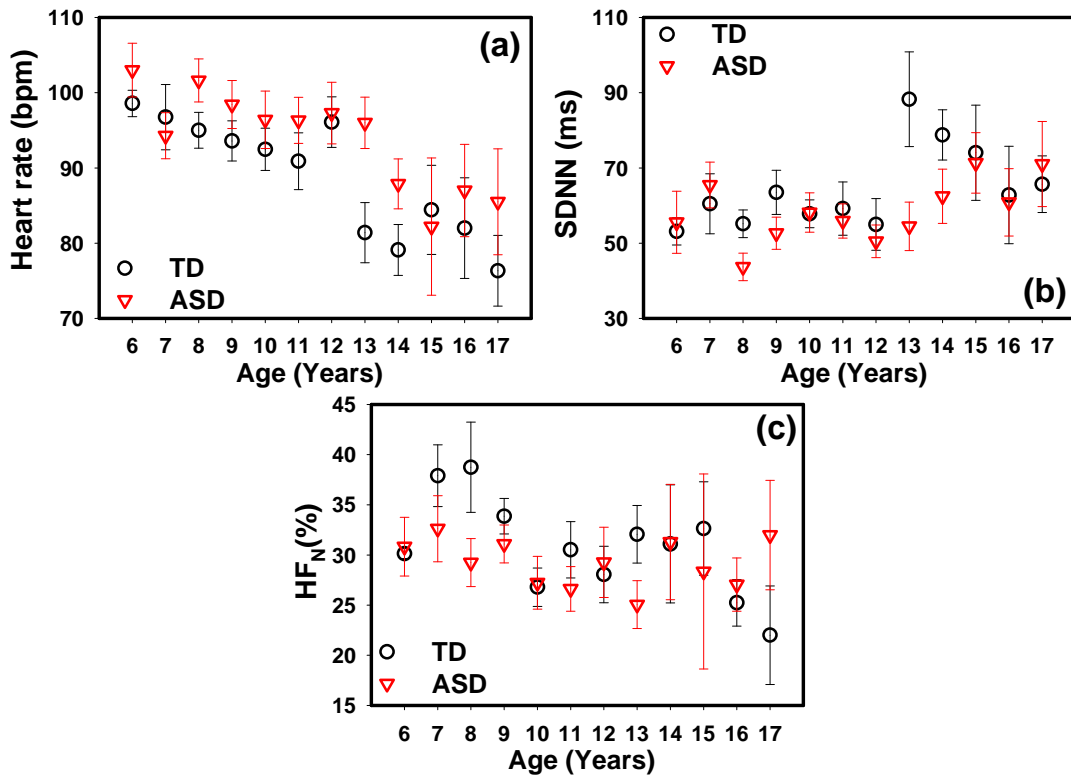 (a)
Heart rate (bpm)
110
100
90
80
70
TD
ASD
6 7 8 9 10 11 12 13 14 15 16 17
Age (Years)
(b)
SDNN (ms)
110
90
70
50
30
TD
ASD
6 7 8 9 10 11 12 13 14 15 16 17
Age (Years)
(c)
HF_N(%)
45
40
35
30
25
20
15
TD
ASD
6 7 8 9 10 11 12 13 14 15 16 17
Age (Years)